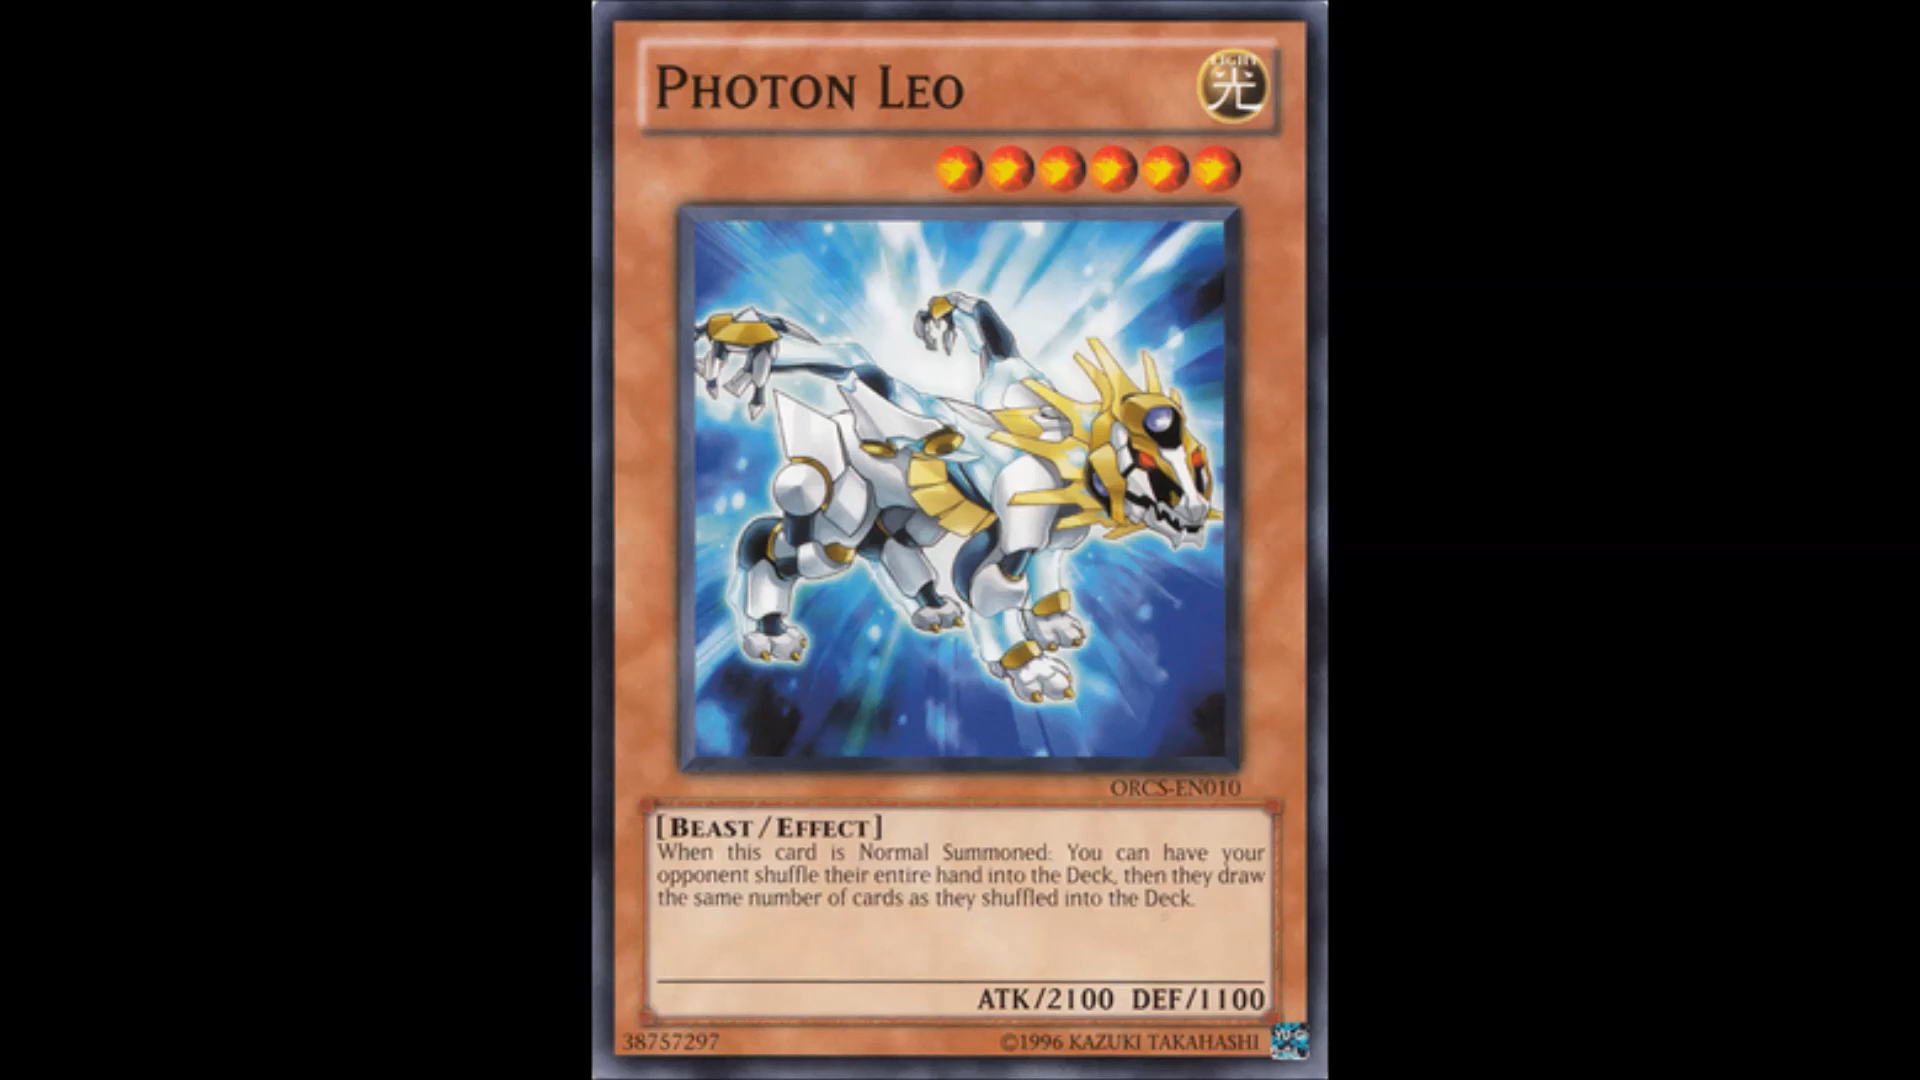 PHOTON LEO
LIGHT
光
ORCS-EN010
[BEAST/EFFECT]
When this card is Normal Summoned: You can have your
opponent shuffle their entire hand into the Deck, then they draw
the same number of cards as they shuffled into the Deck.
ATK/2100 DEF/1100
38757297
©1996 KAZUKI TAKAHASHI